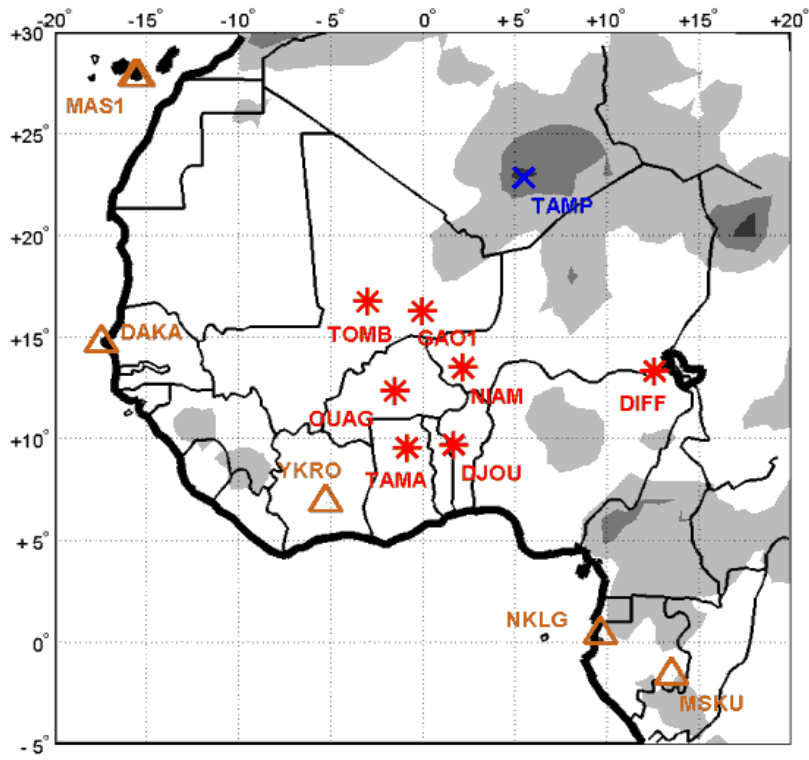 -20° -15° -10° -5° 0° +5° +10° +15° +20°
+30°
MAS1
+25°
TAMP
+20°
TOMB GAO1
DAKA
+15°
NIAM
DIFF
OUAG
+10°
YKRO
TAMA DJOU
+5°
NKLG
0°
MSKU
-5°